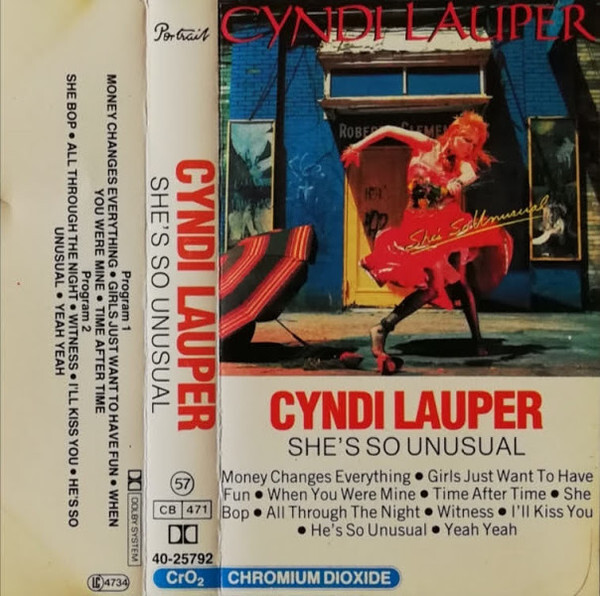 Program 1
MONEY CHANGES EVERYTHING • GIRLS JUST WANT TO HAVE FUN • WHEN
YOU WERE MINE • TIME AFTER TIME
Program 2
SHE BOP • ALL THROUGH THE NIGHT • WITNESS • I'LL KISS YOU • HE'S SO
UNUSUAL • YEAH YEAH
DOLBY SYSTEM
LC 4734
Portrait
CYNDI LAUPER
SHE'S SO UNUSUAL
57
CB 471
40-25792
CrO2
CYNDI LAUPER
ROBERT CLEMEN
She's So Unusual
CYNDI LAUPER
SHE'S SO UNUSUAL
Money Changes Everything • Girls Just Want To Have
Fun • When You Were Mine • Time After Time • She
Bop • All Through The Night • Witness • I'll Kiss You
• He's So Unusual • Yeah Yeah
CHROMIUM DIOXIDE